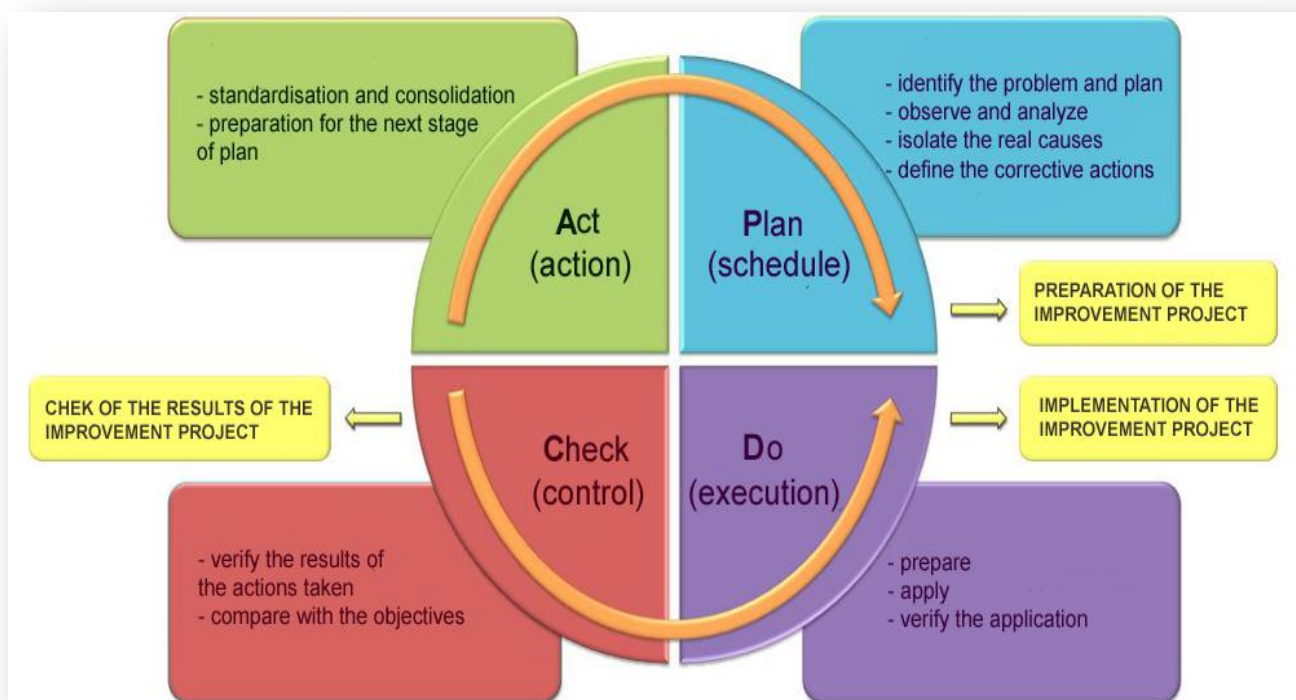 - standardisation and consolidation
- preparation for the next stage
of plan
- identify the problem and plan
- observe and analyze
- isolate the real causes
- define the corrective actions
Act
(action)
Plan
(schedule)
PREPARATION OF THE
IMPROVEMENT PROJECT
CHEK OF THE RESULTS OF THE
IMPROVEMENT PROJECT
IMPLEMENTATION OF THE
IMPROVEMENT PROJECT
Check
(control)
Do
(execution)
- verify the results of
the actions taken
- compare with the objectives
- prepare
- apply
- verify the application